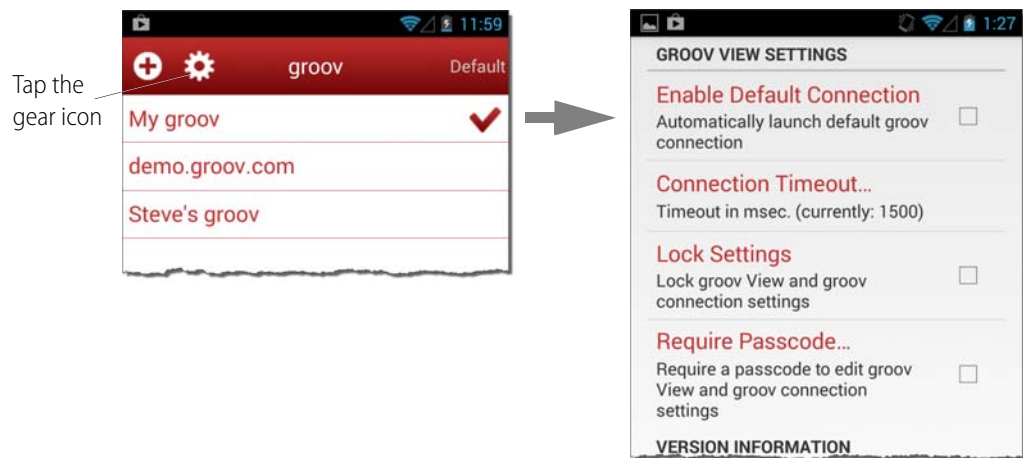 Tap the
gear icon
11:59
groov
Default
My groov
demo.groov.com
Steve's groov
1:27
GROOV VIEW SETTINGS
Enable Default Connection
Automatically launch default groov
connection
Connection Timeout...
Timeout in msec. (currently: 1500)
Lock Settings
Lock groov View and groov
connection settings
Require Passcode...
Require a passcode to edit groov
View and groov connection
settings
VERSION INFORMATION